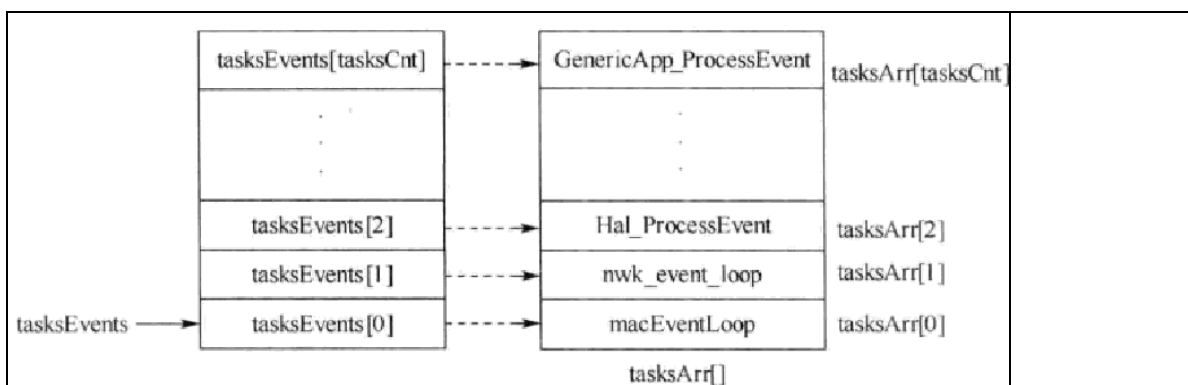 tasksEvents[tasksCnt] GenericApp_ProcessEvent tasksArr[tasksCnt]
tasksEvents[2] Hal_ProcessEvent tasksArr[2]
tasksEvents[1] nwk_event_loop tasksArr[1]
tasksEvents tasksEvents[0] macEventLoop tasksArr[0]
tasksArr[]